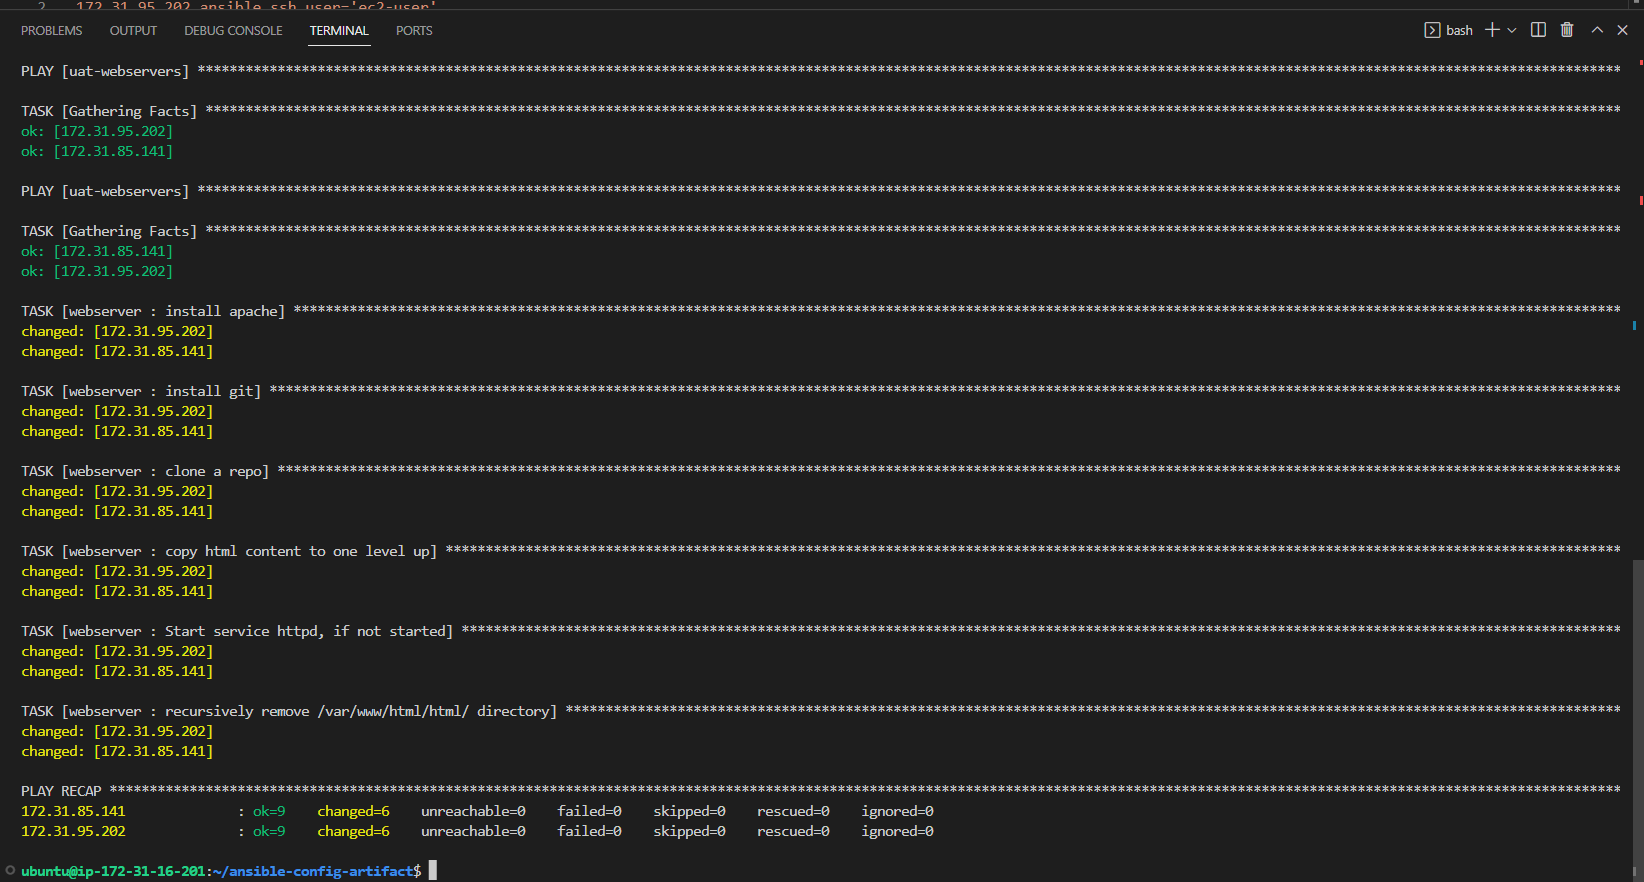 2 172.31.95.202 ansible_ssh_user='ec2-user'
PROBLEMS OUTPUT DEBUG CONSOLE TERMINAL PORTS bash
PLAY [uat-webservers] ****************************************************************************************************************************************************************************------
TASK [Gathering Facts] *********************************************************************************************************************************************************************************
ok: [172.31.95.202]
ok: [172.31.85.141]
PLAY [uat-webservers] **********************************************************************************************************************************************************************************
TASK [Gathering Facts] *********************************************************************************************************************************************************************************
ok: [172.31.85.141]
ok: [172.31.95.202]
TASK [webserver : install apache] **********************************************************************************************************************************************************************
changed: [172.31.95.202]
changed: [172.31.85.141]
TASK [webserver : install git] *************************************************************************************************************************************************************************
changed: [172.31.95.202]
changed: [172.31.85.141]
TASK [webserver : clone a repo] ************************************************************************************************************************************************************************
changed: [172.31.95.202]
changed: [172.31.85.141]
TASK [webserver : copy html content to one level up] ***************************************************************************************************************************************************
changed: [172.31.95.202]
changed: [172.31.85.141]
TASK [webserver : Start service httpd, if not started] *************************************************************************************************************************************************
changed: [172.31.95.202]
changed: [172.31.85.141]
TASK [webserver : recursively remove /var/www/html/html/ directory] ************************************************************************************************************************************
changed: [172.31.95.202]
changed: [172.31.85.141]
PLAY RECAP *********************************************************************************************************************************************************************************************
172.31.85.141 : ok=9 changed=6 unreachable=0 failed=0 skipped=0 rescued=0 ignored=0
172.31.95.202 : ok=9 changed=6 unreachable=0 failed=0 skipped=0 rescued=0 ignored=0
ubuntu@ip-172-31-16-201:~/ansible-config-artifact$